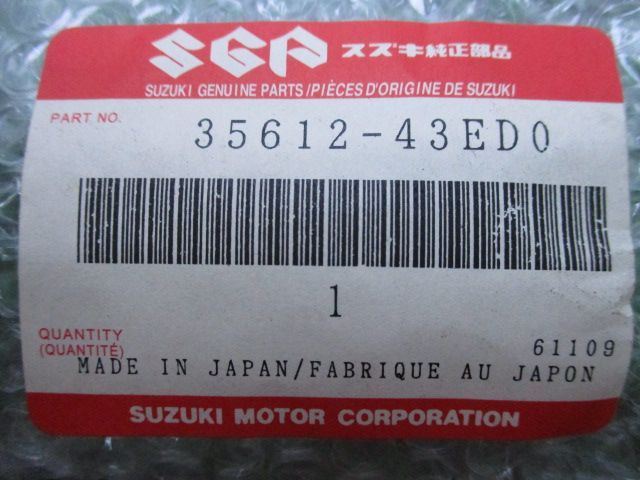 SGP スズキ純正部品
SUZUKI GENUINE PARTS/PIÈCES D'ORIGINE DE SUZUKI
PART NO. 35612-43ED0
1
QUANTITY
(QUANTITÉ)
61109
MADE IN JAPAN/FABRIQUE AU JAPON
SUZUKI MOTOR CORPORATION